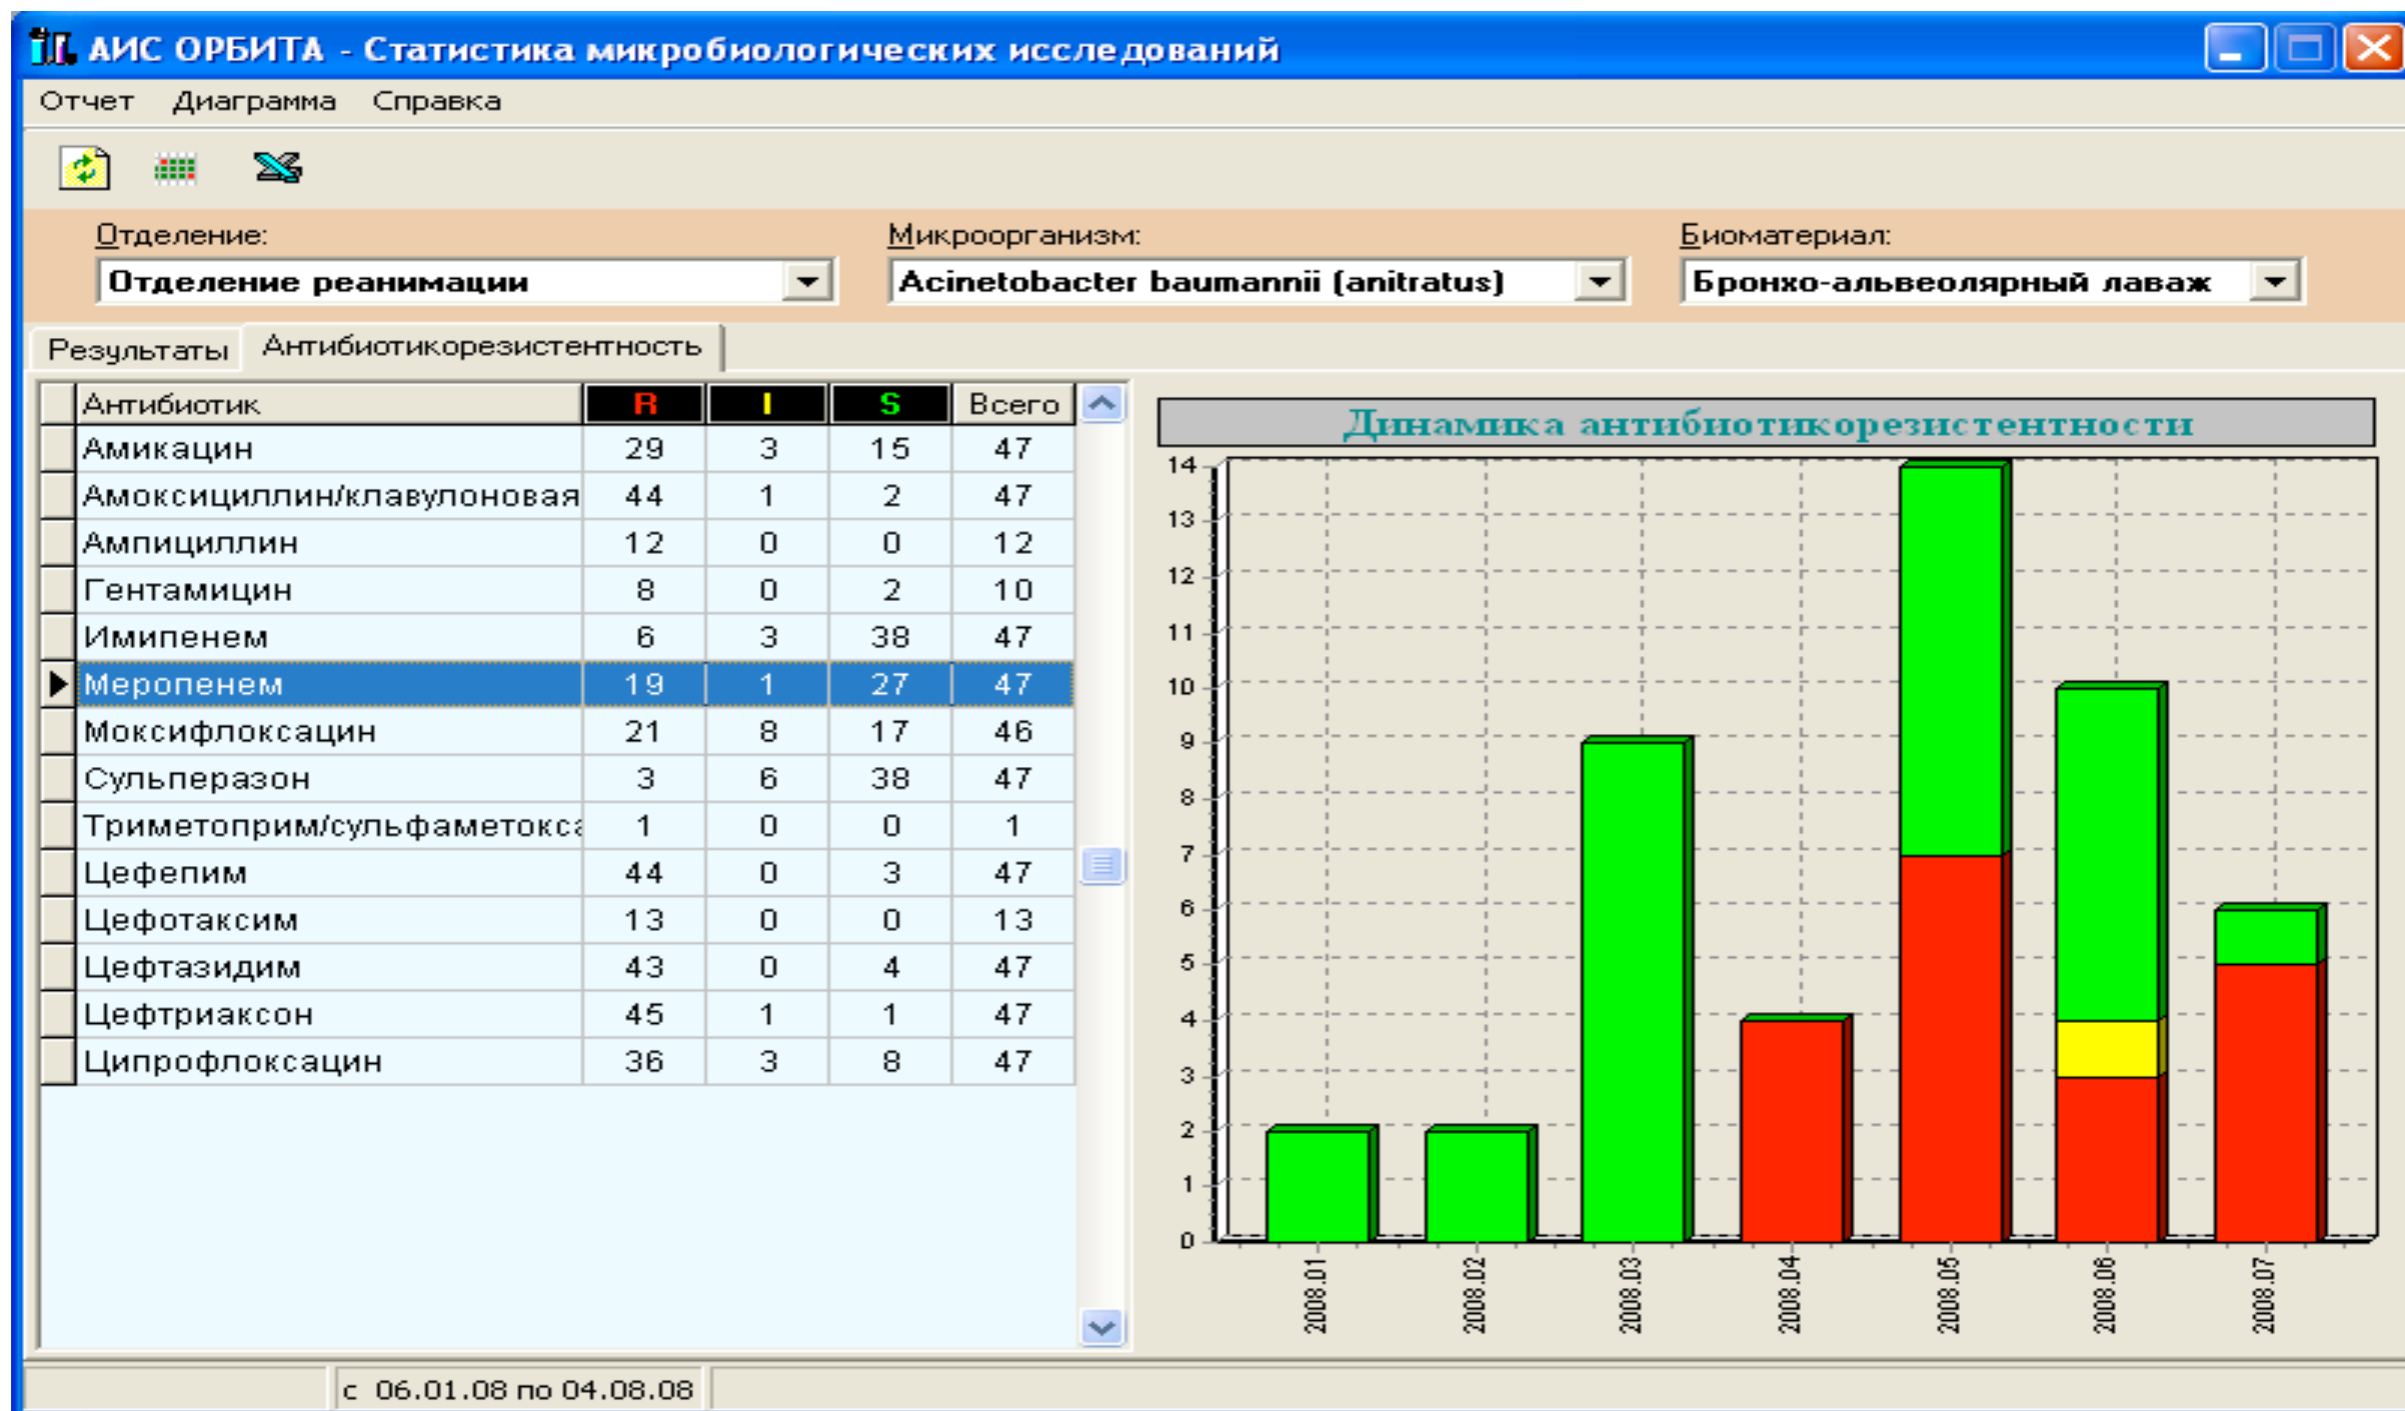 АИС ОРБИТА - Статистика микробиологических исследований
Отчет Диаграмма Справка
Отделение: Микроорганизм: Биоматериал:
Отделение реанимации Acinetobacter baumannii (anitratus) Бронхо-альвеолярный лаваж
Результаты Антибиотикорезистентность
Антибиотик R I S Всего
Амикацин 29 3 15 47
Амоксициллин/клавулоновая 44 1 2 47
Ампициллин 12 0 0 12
Гентамицин 8 0 2 10
Имипенем 6 3 38 47
Меропенем 19 1 27 47
Моксифлоксацин 21 8 17 46
Сульперазон 3 6 38 47
Триметоприм/сульфаметокса 1 0 0 1
Цефепим 44 0 3 47
Цефотаксим 13 0 0 13
Цефтазидим 43 0 4 47
Цефтриаксон 45 1 1 47
Ципрофлоксацин 36 3 8 47
Динамика антибиотикорезистентности
14
13
12
11
10
9
8
7
6
5
4
3
2
1
0
2008.01 2008.02 2008.03 2008.04 2008.05 2008.06 2008.07
с 06.01.08 по 04.08.08